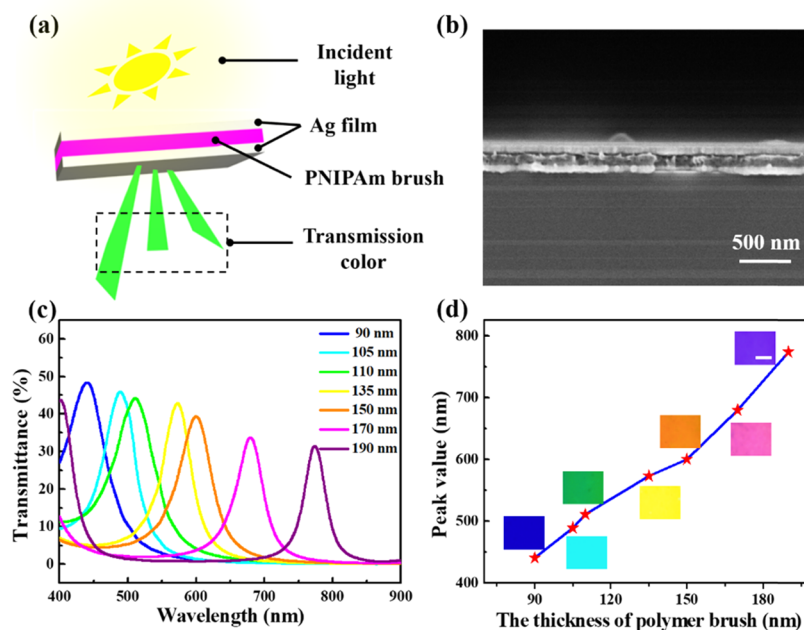 (a)
Incident
light
Ag film
PNIPAm brush
Transmission
color
(b)
500 nm
(c)
60
50
40
30
20
10
0
Transmittance (%)
90 nm
105 nm
110 nm
135 nm
150 nm
170 nm
190 nm
400 500 600 700 800 900
Wavelength (nm)
(d)
800
700
600
500
400
Peak value (nm)
90 120 150 180
The thickness of polymer brush (nm)